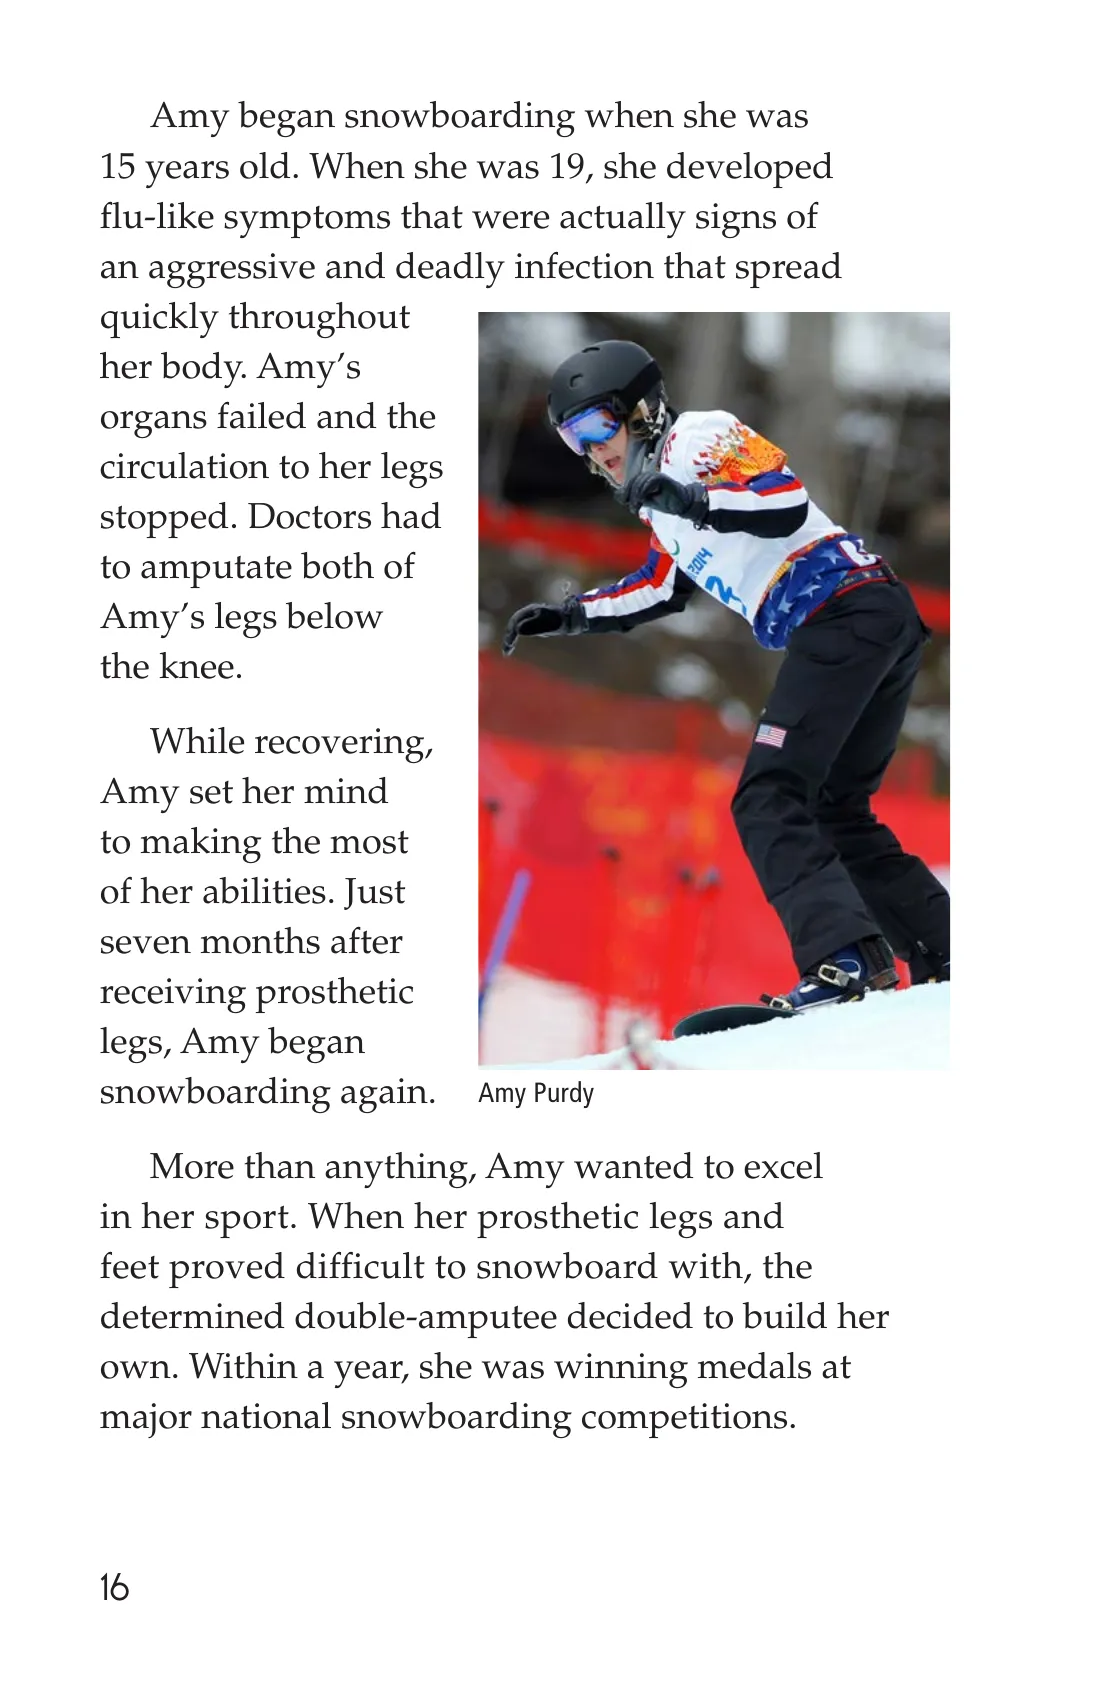 Amy began snowboarding when she was
15 years old. When she was 19, she developed
flu-like symptoms that were actually signs of
an aggressive and deadly infection that spread
quickly throughout
her body. Amy’s
organs failed and the
circulation to her legs
stopped. Doctors had
to amputate both of
Amy’s legs below
the knee.
While recovering,
Amy set her mind
to making the most
of her abilities. Just
seven months after
receiving prosthetic
legs, Amy began
snowboarding again.
2014
Amy Purdy
More than anything, Amy wanted to excel
in her sport. When her prosthetic legs and
feet proved difficult to snowboard with, the
determined double-amputee decided to build her
own. Within a year, she was winning medals at
major national snowboarding competitions.
16